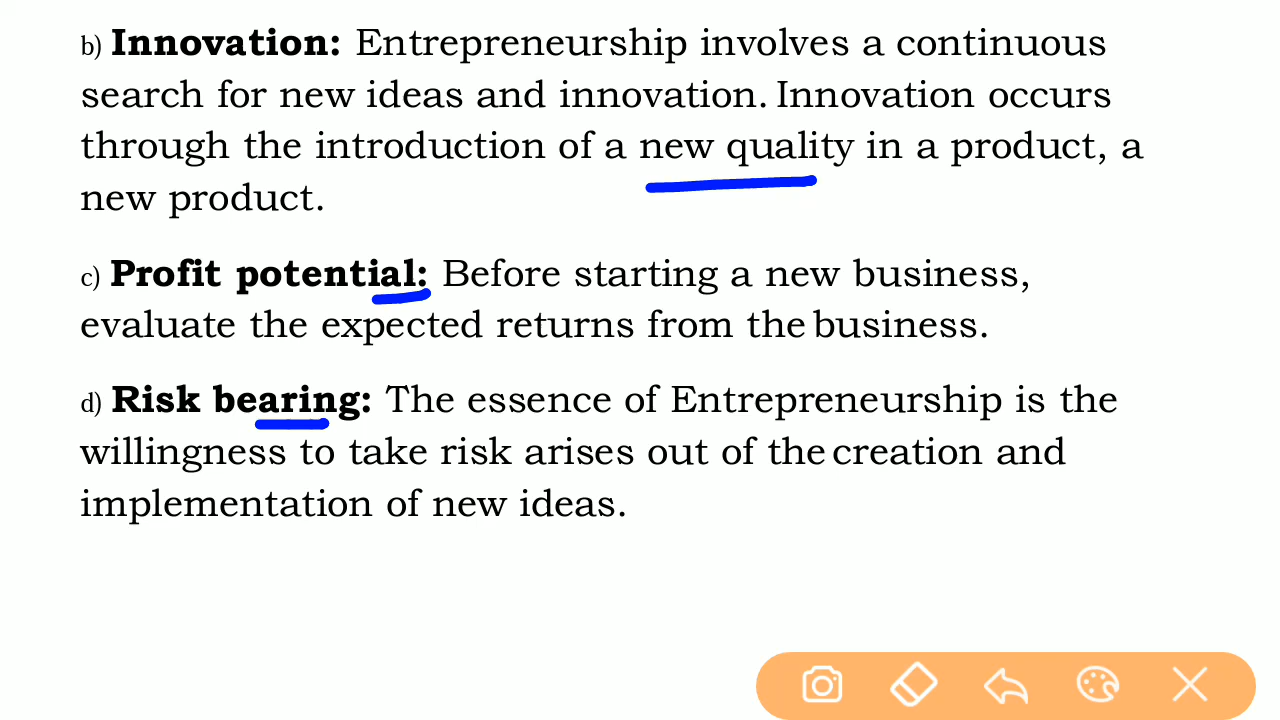 b) Innovation: Entrepreneurship involves a continuous
search for new ideas and innovation. Innovation occurs
through the introduction of a new quality in a product, a
new product.
c) Profit potential: Before starting a new business,
evaluate the expected returns from the business.
d) Risk bearing: The essence of Entrepreneurship is the
willingness to take risk arises out of the creation and
implementation of new ideas.